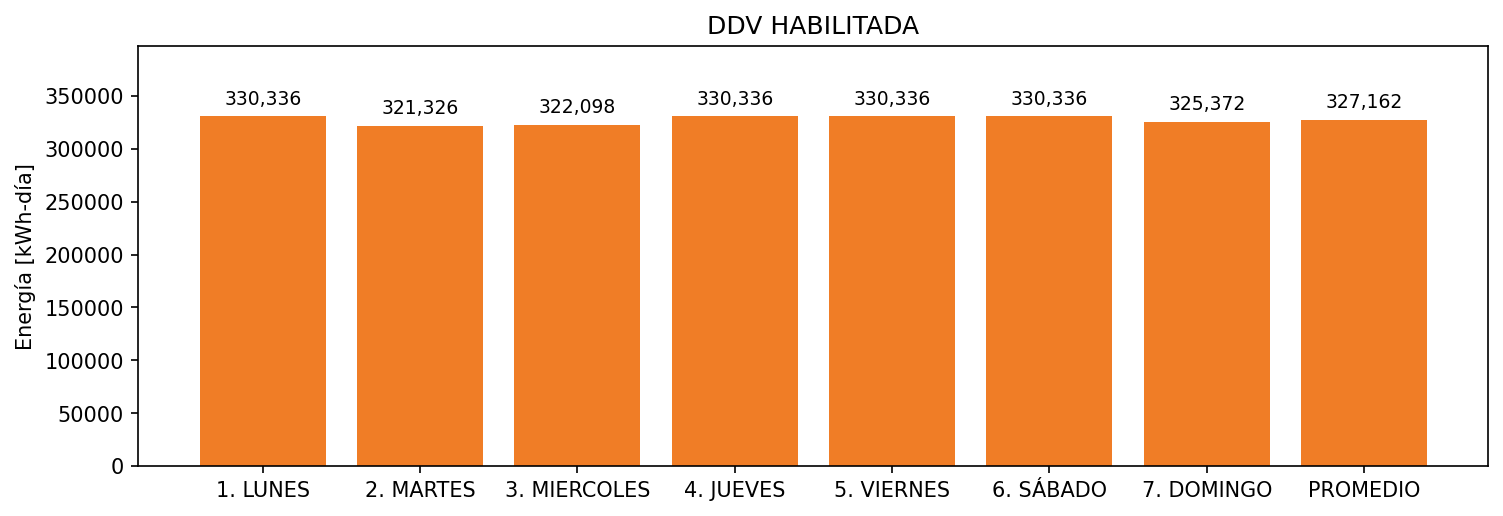 DDV HABILITADA
Energía [kWh-día]
350000
300000
250000
200000
150000
100000
50000
0
330,336
321,326
322,098
330,336
330,336
330,336
325,372
327,162
1. LUNES
2. MARTES
3. MIERCOLES
4. JUEVES
5. VIERNES
6. SÁBADO
7. DOMINGO
PROMEDIO